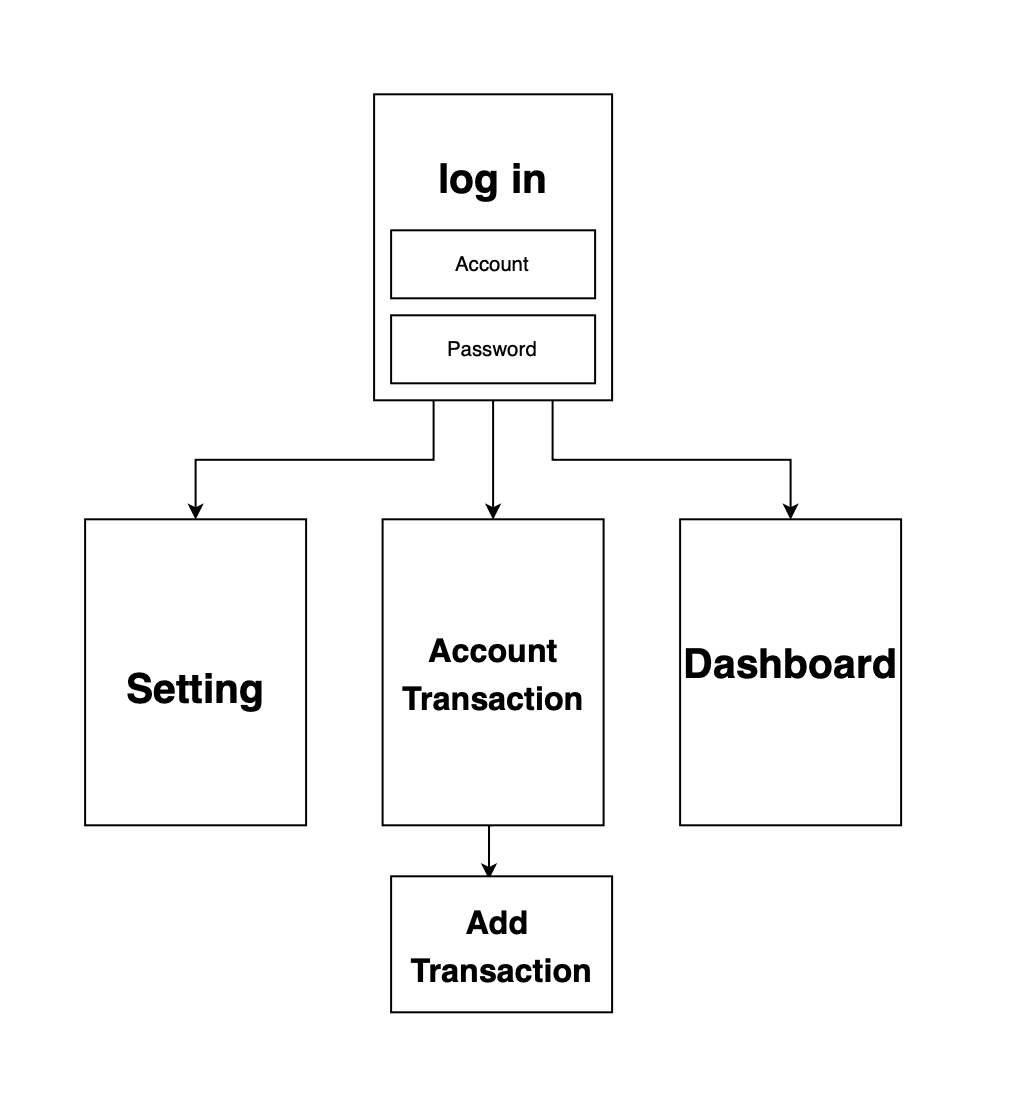 log in
Account
Password
Setting
Account
Transaction
Dashboard
Add
Transaction